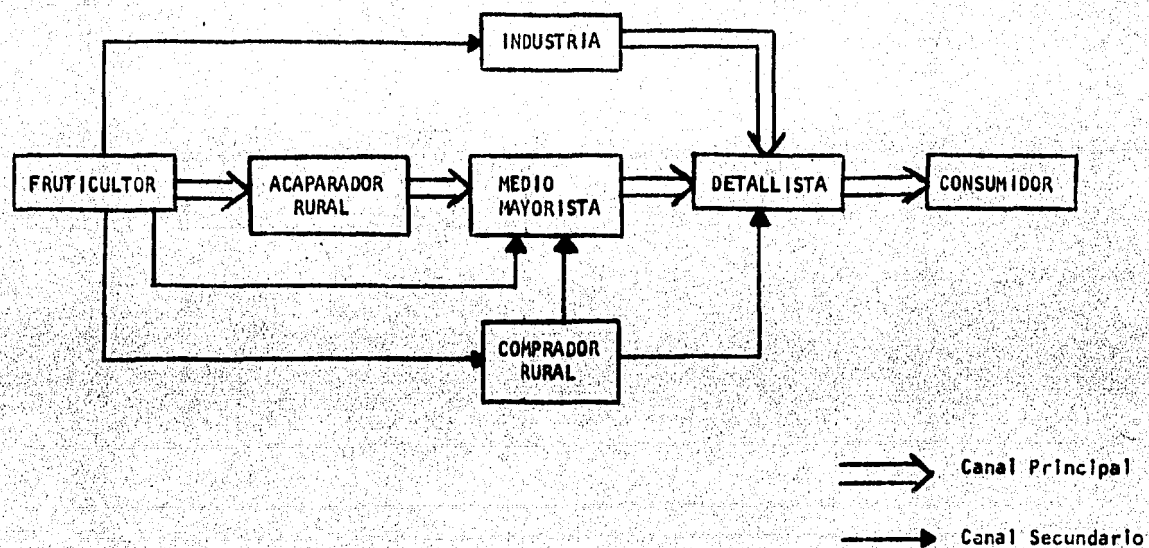 INDUSTRIA
FRUTICULTOR
ACAPARADOR
RURAL
MEDIO
MAYORISTA
DETALLISTA
CONSUMIDOR
COMPRADOR
RURAL
Canal Principal
Canal Secundario